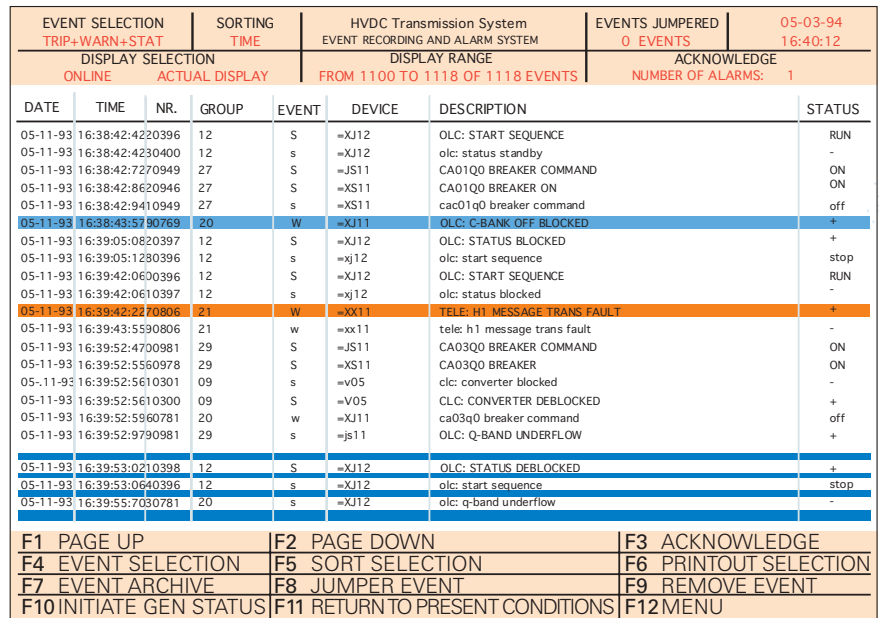 EVENT SELECTION SORTING HVDC Transmission System EVENTS JUMPERED 05-03-94
TRIP+WARN+STAT TIME EVENT RECORDING AND ALARM SYSTEM 0 EVENTS 16:40:12
DISPLAY SELECTION DISPLAY RANGE ACKNOWLEDGE
ONLINE ACTUAL DISPLAY FROM 1100 TO 1118 OF 1118 EVENTS NUMBER OF ALARMS: 1
DATE TIME NR. GROUP EVENT DEVICE DESCRIPTION STATUS
05-11-93 16:38:42:4220396 12 S =XJ12 OLC: START SEQUENCE RUN
05-11-93 16:38:42:4230400 12 s =XJ12 olc: status standby -
05-11-93 16:38:42:7270949 27 S =JS11 CA01Q0 BREAKER COMMAND ON
05-11-93 16:38:42:8620946 27 S =XS11 CA01Q0 BREAKER ON ON
05-11-93 16:38:42:9410949 27 s =XS11 cac01q0 breaker command off
05-11-93 16:38:43:5790769 20 W =XJ11 OLC: C-BANK OFF BLOCKED +
05-11-93 16:39:05:0820397 12 S =XJ12 OLC: STATUS BLOCKED +
05-11-93 16:39:05:1280396 12 s =xj12 olc: start sequence stop
05-11-93 16:39:42:0600396 12 S =XJ12 OLC: START SEQUENCE RUN
05-11-93 16:39:42:0610397 12 s =xj12 olc: status blocked -
05-11-93 16:39:42:2270806 21 W =XX11 TELE: H1 MESSAGE TRANS FAULT +
05-11-93 16:39:43:5590806 21 w =xx11 tele: h1 message trans fault -
05-11-93 16:39:52:4700981 29 S =JS11 CA03Q0 BREAKER COMMAND ON
05-11-93 16:39:52:5560978 29 S =XS11 CA03Q0 BREAKER ON
05-.11-93 16:39:52:5610301 09 s =v05 clc: converter blocked -
05-11-93 16:39:52:5610300 09 S =V05 CLC: CONVERTER DEBLOCKED +
05-11-93 16:39:52:5960781 20 w =XJ11 ca03q0 breaker command off
05-11-93 16:39:52:9790981 29 s =js11 OLC: Q-BAND UNDERFLOW +
05-11-93 16:39:53:0210398 12 S =XJ12 OLC: STATUS DEBLOCKED +
05-11-93 16:39:53:0640396 12 s =XJ12 olc: start sequence stop
05-11-93 16:39:55:7030781 20 s =XJ12 olc: q-band underflow -
F1 PAGE UP F2 PAGE DOWN F3 ACKNOWLEDGE
F4 EVENT SELECTION F5 SORT SELECTION F6 PRINTOUT SELECTION
F7 EVENT ARCHIVE F8 JUMPER EVENT F9 REMOVE EVENT
F10 INITIATE GEN STATUS F11 RETURN TO PRESENT CONDITIONS F12 MENU